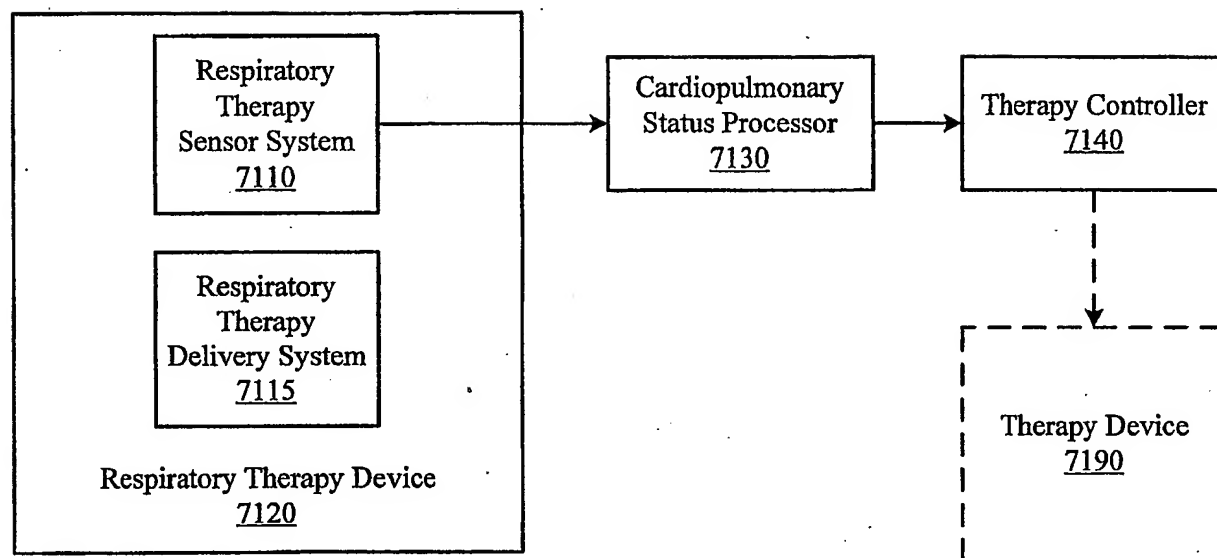 Respiratory
Therapy
Sensor System
7110
Respiratory
Therapy
Delivery System
7115
Respiratory Therapy Device
7120
Cardiopulmonary
Status Processor
7130
Therapy Controller
7140
Therapy Device
7190